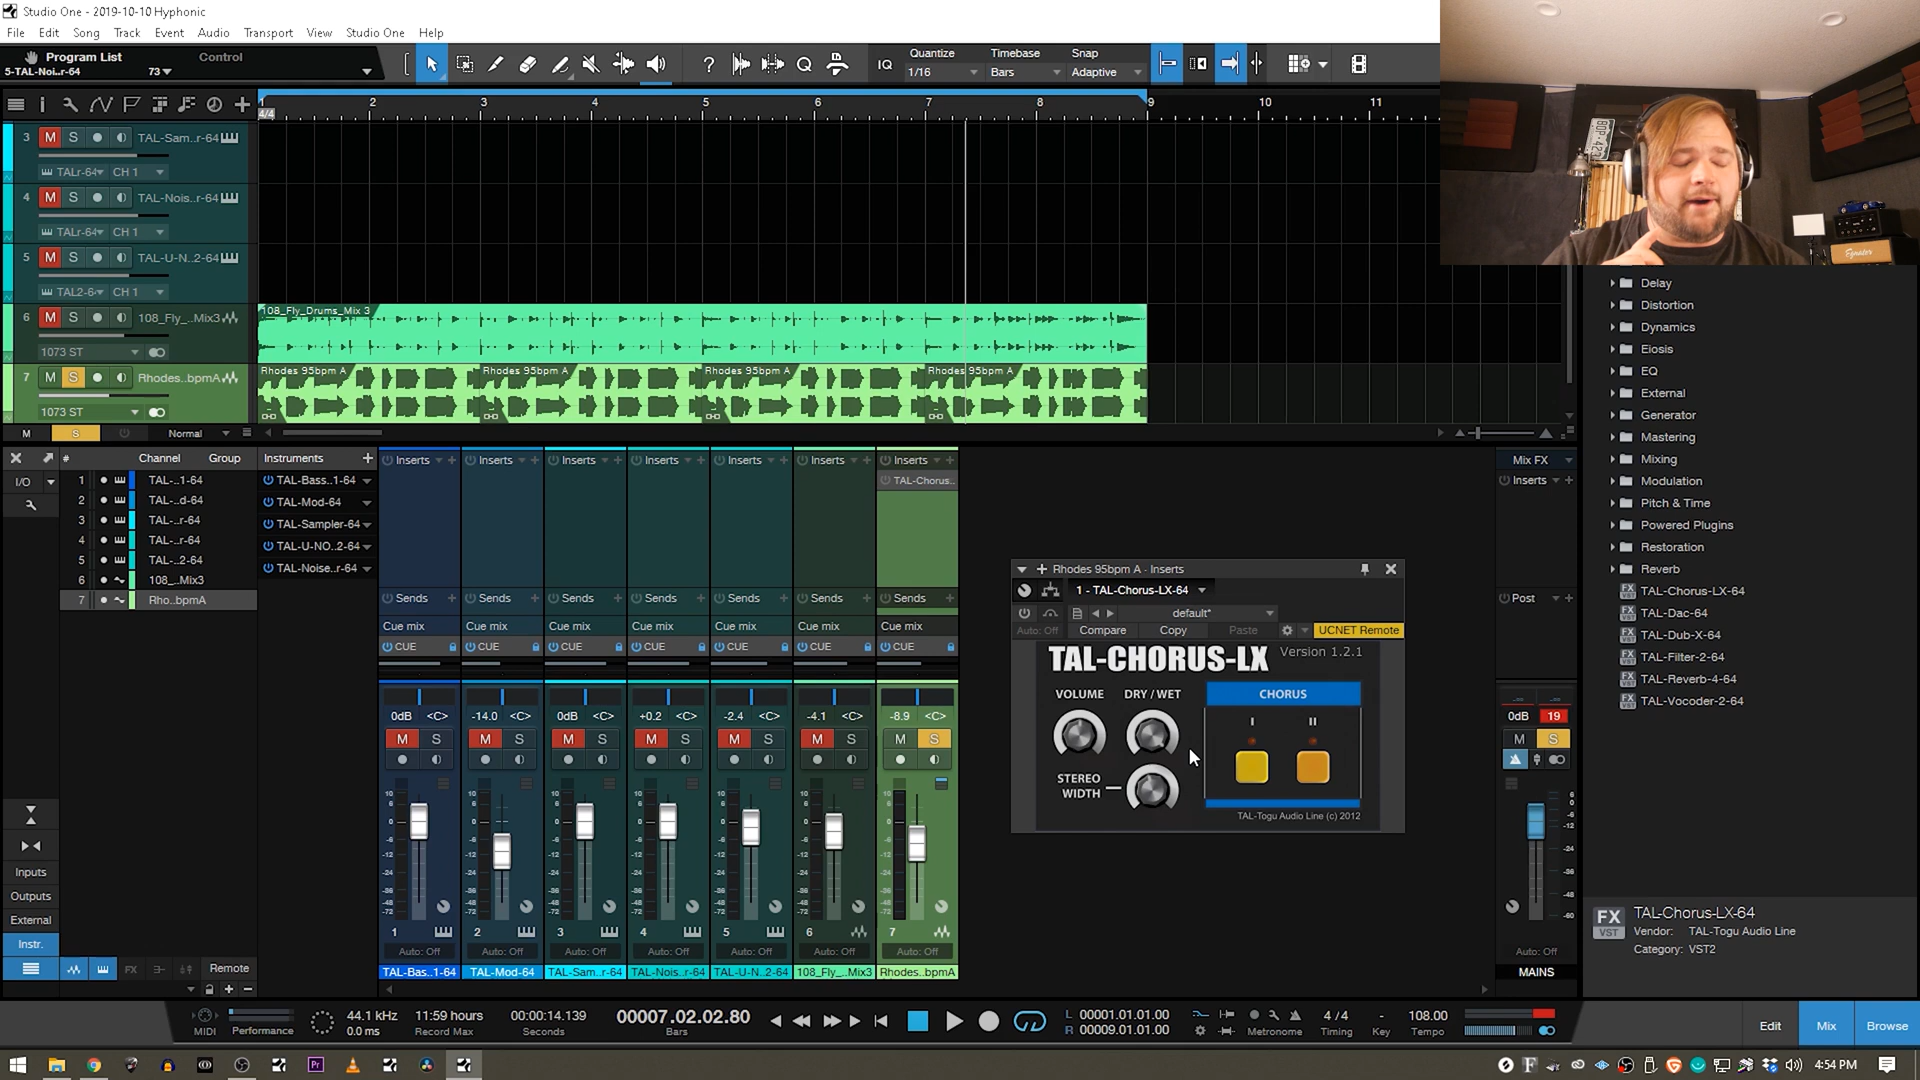 Studio One - 2019-10-10 Hyphonic
File Edit Song Track Event Audio Transport View Studio One Help
Program List Control
5-TAL-Noi..r-64 73
IQ Quantize 1/16 Timebase Bars Snap Adaptive
1 2 3 4 5 6 7 8 9 10 11
4/4
3 M S TAL-Sam..r-64
TALr-64 CH 1
4 M S TAL-Nois..r-64
TALr-64 CH 1
5 M S TAL-U-N..2-64
TAL2-6 CH 1
6 M S 108_Fly_..Mix3
1073 ST
108_Fly_Drums_Mix 3
7 M S Rhodes..bpmA
1073 ST
Rhodes 95bpm A Rhodes 95bpm A Rhodes 95bpm A Rhodes 95bpm A
M S Normal
Delay
Distortion
Dynamics
Eiosis
EQ
External
Generator
Mastering
Mixing
Modulation
Pitch & Time
Powered Plugins
Restoration
Reverb
TAL-Chorus-LX-64
TAL-Dac-64
TAL-Dub-X-64
TAL-Filter-2-64
TAL-Reverb-4-64
TAL-Vocoder-2-64
# Channel Group
I/O
1 TAL-..1-64
2 TAL-..d-64
3 TAL-..r-64
4 TAL-..r-64
5 TAL-..2-64
6 108_..Mix3
7 Rho..bpmA
Instruments
TAL-Bass..1-64
TAL-Mod-64
TAL-Sampler-64
TAL-U-NO..2-64
TAL-Noise..r-64
Inserts Inserts Inserts Inserts Inserts Inserts Inserts
TAL-Chorus..
Sends Sends Sends Sends Sends Sends Sends
Cue mix Cue mix Cue mix Cue mix Cue mix Cue mix Cue mix
CUE CUE CUE CUE CUE CUE CUE
0dB <C> -14.0 <C> 0dB <C> +0.2 <C> -2.4 <C> -4.1 <C> -8.9 <C>
M S M S M S M S M S M S M S
1 2 3 4 5 6 7
Auto: Off Auto: Off Auto: Off Auto: Off Auto: Off Auto: Off Auto: Off
TAL-Bas..1-64 TAL-Mod-64 TAL-Sam..r-64 TAL-Nois..r-64 TAL-U-N..2-64 108_Fly_..Mix3 Rhodes..bpmA
Rhodes 95bpm A - Inserts
1 - TAL-Chorus-LX-64
default*
Auto: Off Compare Copy Paste UCNET Remote
TAL-CHORUS-LX Version 1.2.1
VOLUME DRY / WET CHORUS
I II
STEREO WIDTH
TAL-Togu Audio Line (c) 2012
Mix FX
Inserts
Post
0dB 19
M S
Auto: Off
MAINS
Inputs
Outputs
External
Instr.
FX Remote
FX VST
TAL-Chorus-LX-64
Vendor: TAL-Togu Audio Line
Category: VST2
MIDI Performance
44.1 kHz
0.0 ms
11:59 hours
Record Max
00:00:14.139
Seconds
00007.02.02.80
Bars
L 00001.01.01.00
R 00009.01.01.00
Metronome
4 / 4
Timing
-
Key
108.00
Tempo
Edit Mix Browse
4:54 PM